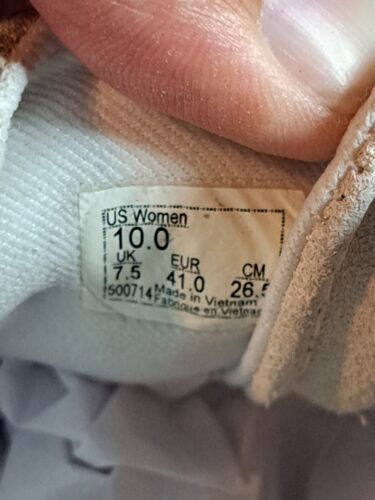 US Women
10.0
UK EUR CM
7.5 41.0 26.5
500714 Made in Vietnam
Fabriqué en Vietnam